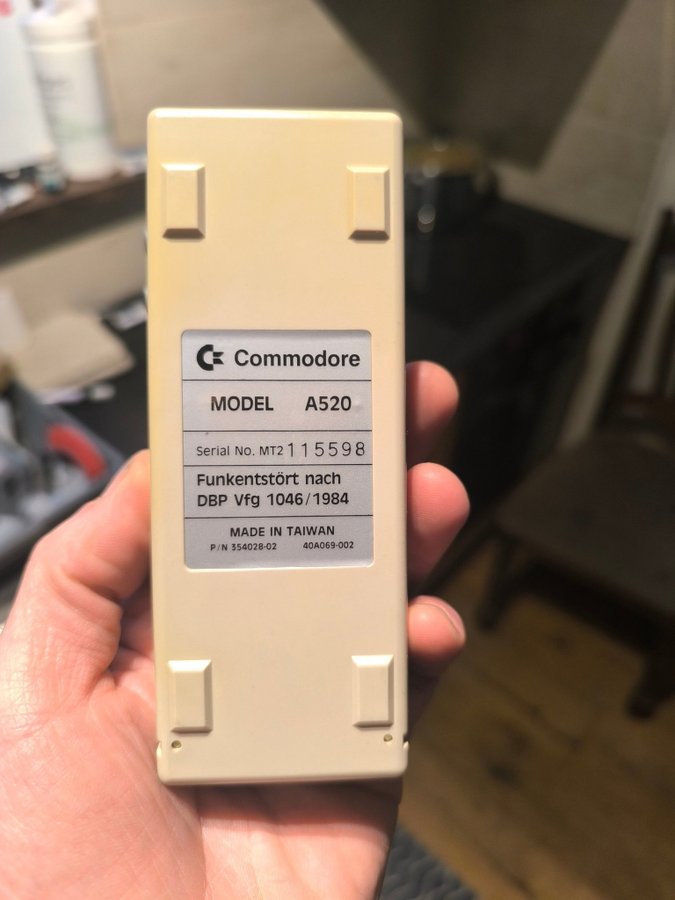 Commodore
MODEL A520
Serial No. MT2 115598
Funkentstört nach
DBP Vfg 1046/1984
MADE IN TAIWAN
P/N 354028-02 40A069-002